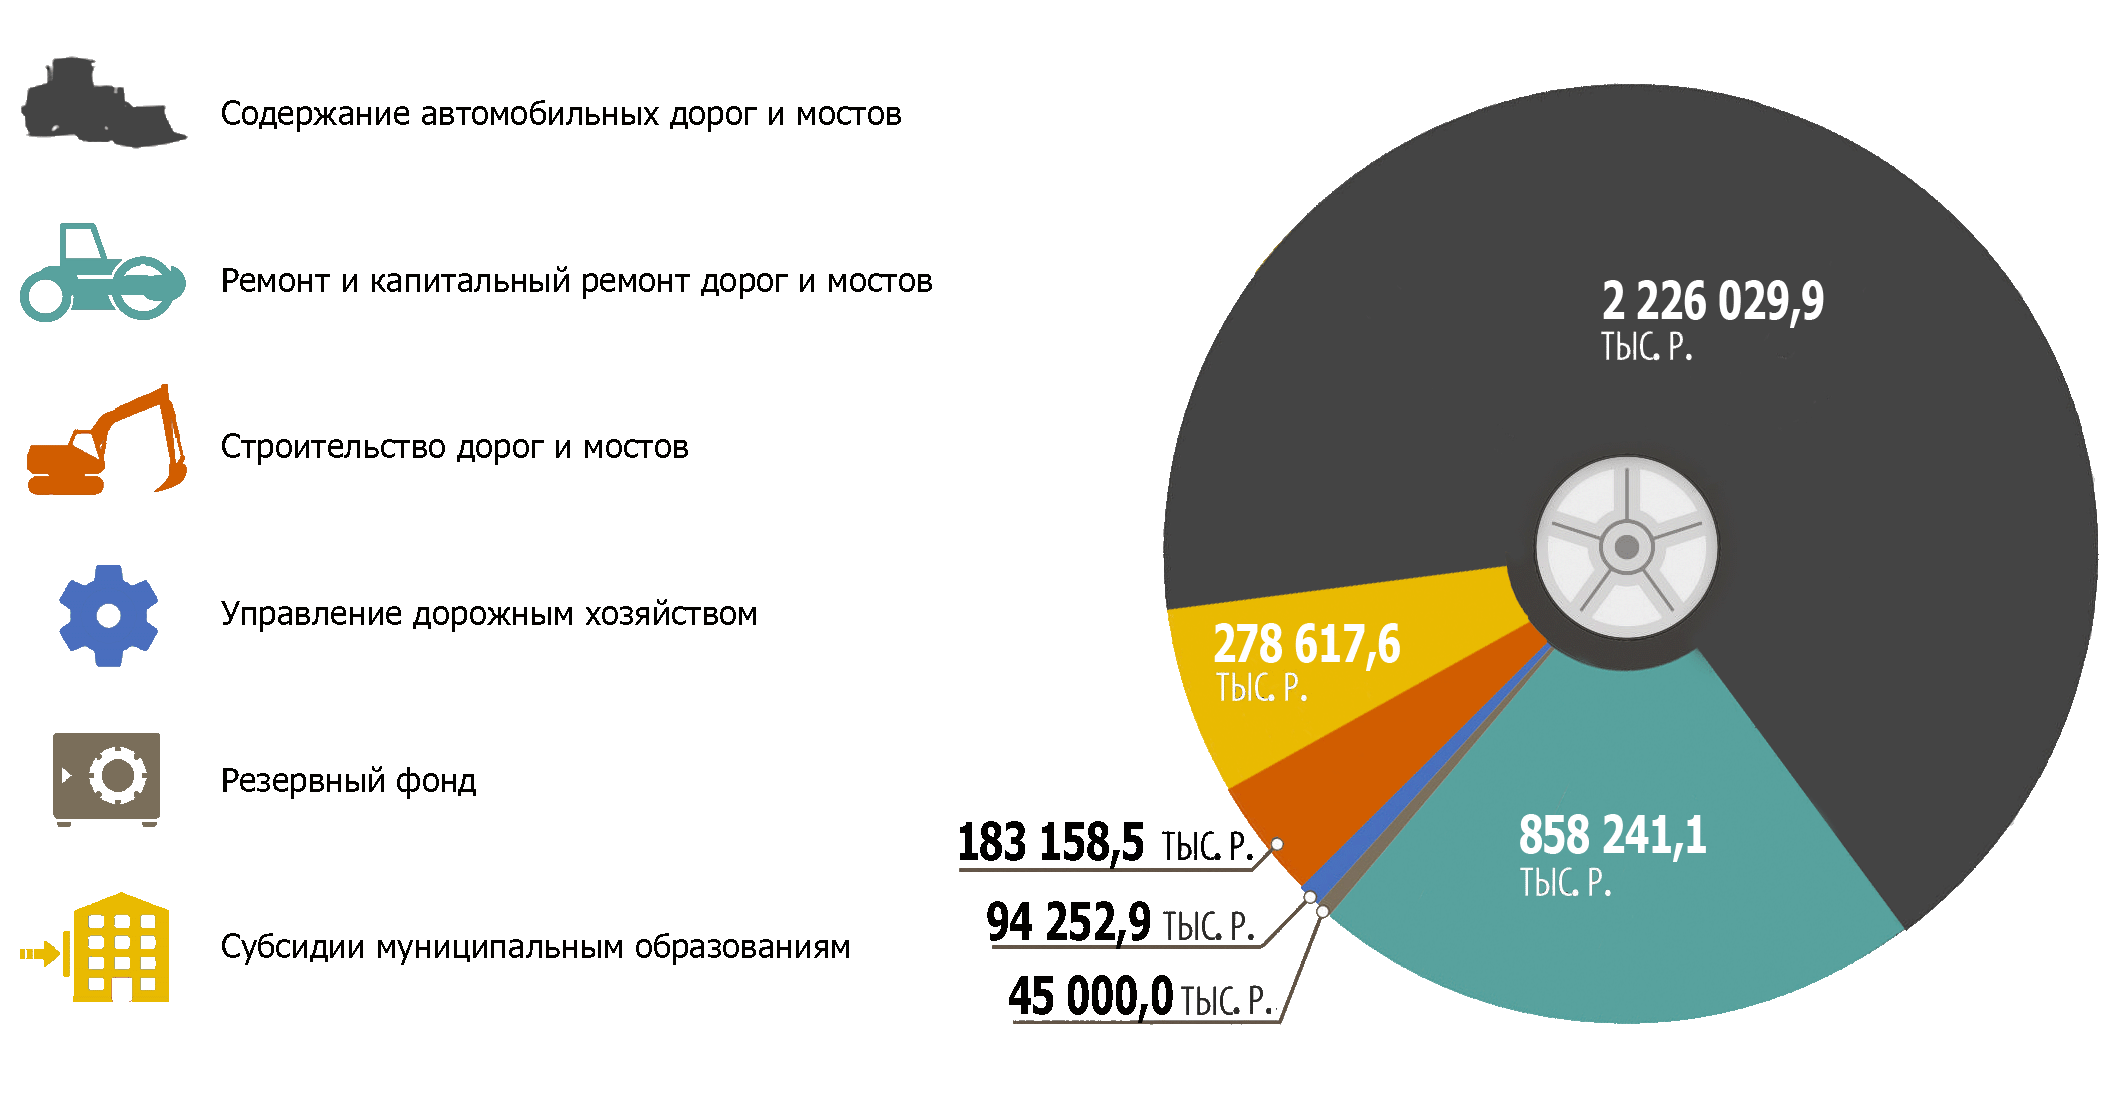 Содержание автомобильных дорог и мостов
Ремонт и капитальный ремонт дорог и мостов
Строительство дорог и мостов
Управление дорожным хозяйством
Резервный фонд
Субсидии муниципальным образованиям
2 226 029,9
ТЫС. Р.
278 617,6
ТЫС. Р.
858 241,1
ТЫС. Р.
183 158,5 ТЫС. Р.
94 252,9 ТЫС. Р.
45 000,0 ТЫС. Р.